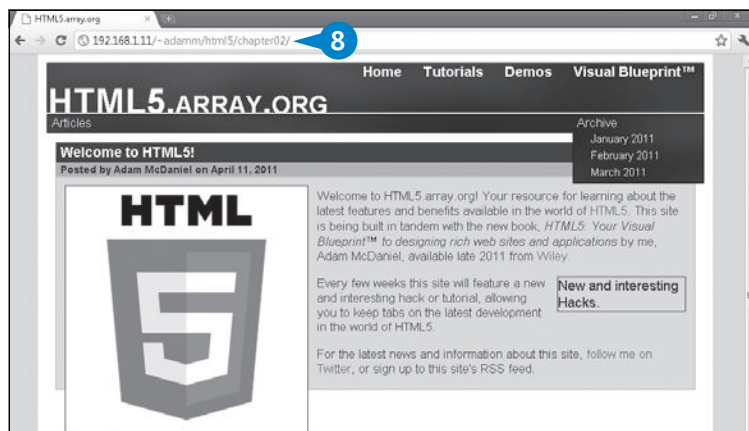 HTML5.array.org
192.168.1.11/~adamm/html5/chapter02/
8
Home Tutorials Demos Visual Blueprint™
HTML5.ARRAY.ORG
Articles
Archive
January 2011
February 2011
March 2011
Welcome to HTML5!
Posted by Adam McDaniel on April 11, 2011
HTML
5
Welcome to HTML5.array.org! Your resource for learning about the
latest features and benefits available in the world of HTML5. This site
is being built in tandem with the new book, HTML5: Your Visual
Blueprint™ to designing rich web sites and applications by me,
Adam McDaniel, available late 2011 from Wiley.
Every few weeks this site will feature a new
and interesting hack or tutorial, allowing
you to keep tabs on the latest development
in the world of HTML5.
New and interesting
Hacks.
For the latest news and information about this site, follow me on
Twitter, or sign up to this site's RSS feed.